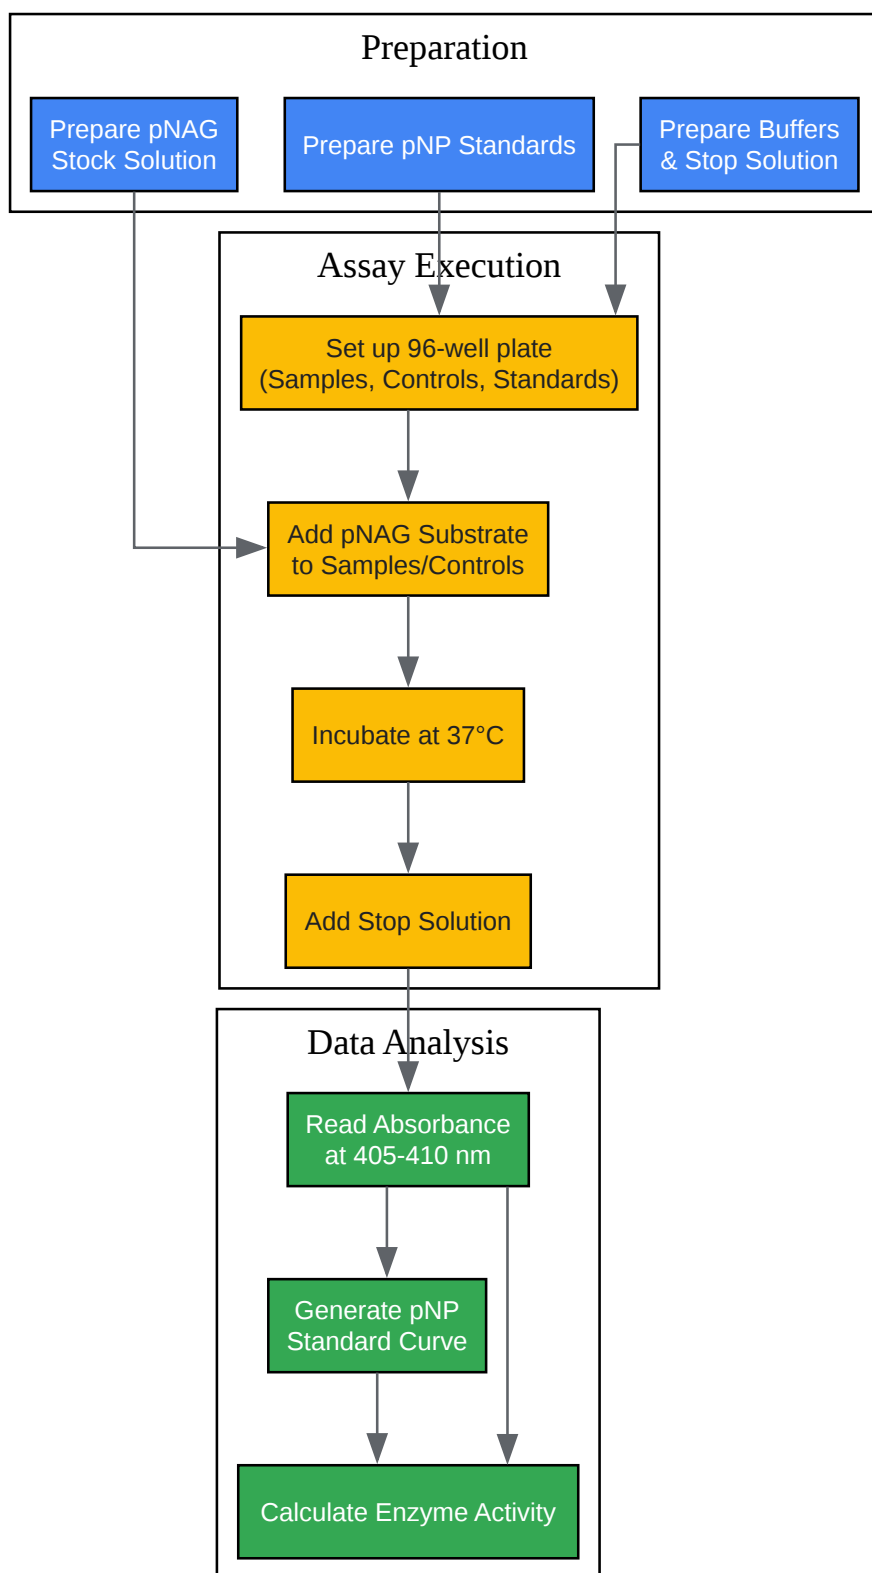 Preparation
Prepare pNAG
Stock Solution
Prepare pNP Standards
Prepare Buffers
& Stop Solution
Assay Execution
Set up 96-well plate
(Samples, Controls, Standards)
Add pNAG Substrate
to Samples/Controls
Incubate at 37°C
Add Stop Solution
Data Analysis
Read Absorbance
at 405-410 nm
Generate pNP
Standard Curve
Calculate Enzyme Activity